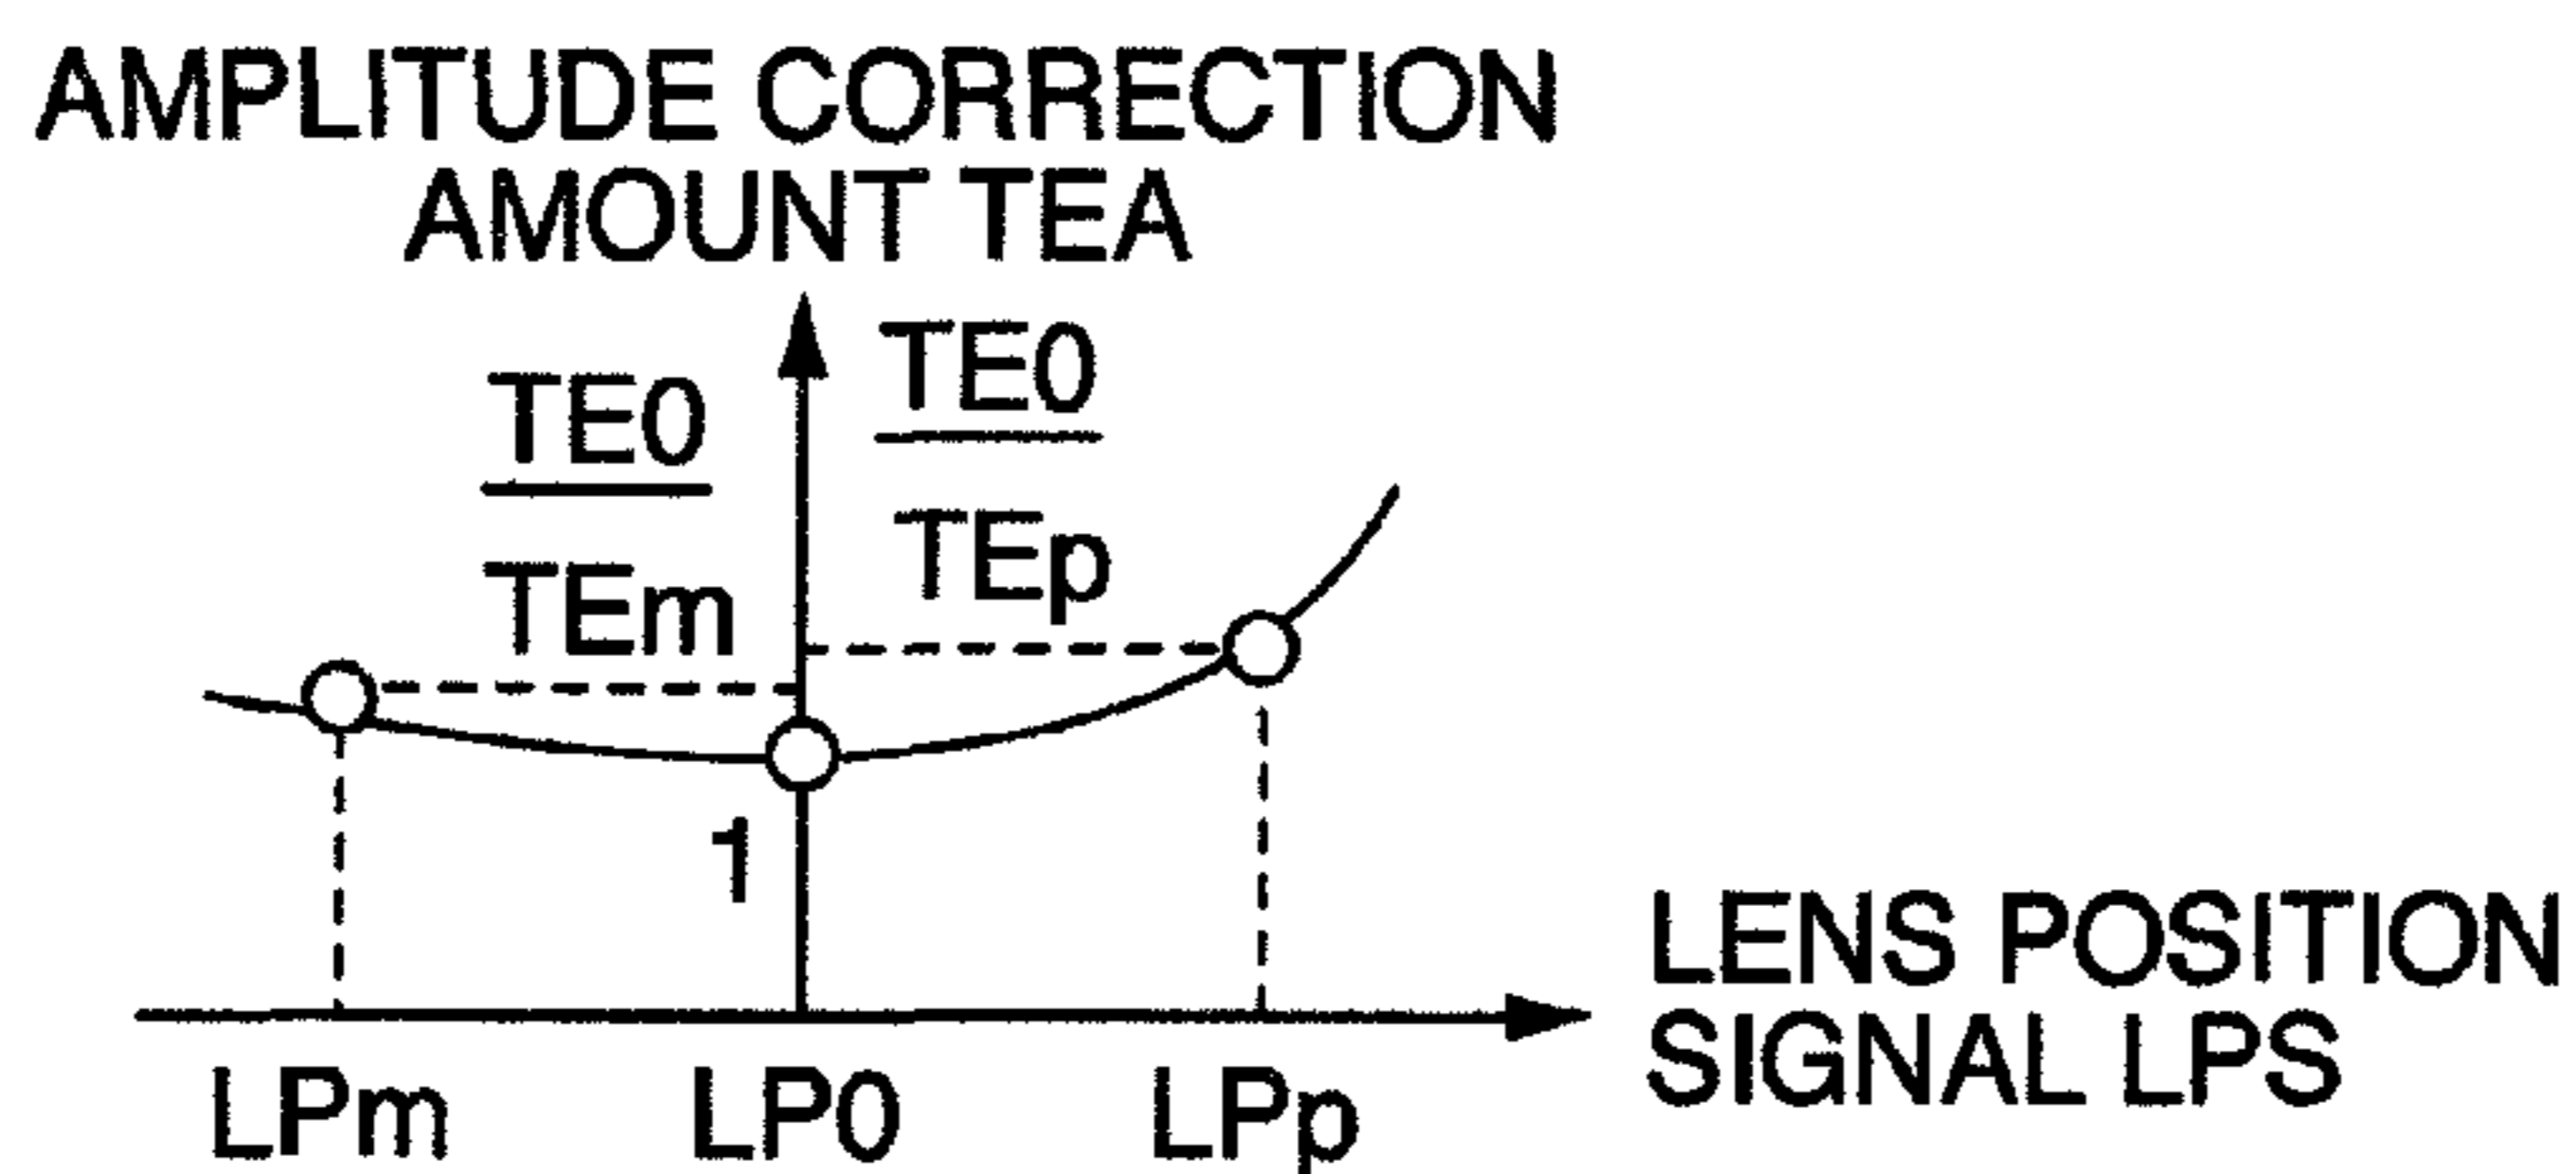 AMPLITUDE CORRECTION
AMOUNT TEA
TE0
TEm
TE0
TEp
1
LENS POSITION
SIGNAL LPS
LPm
LP0
LPp